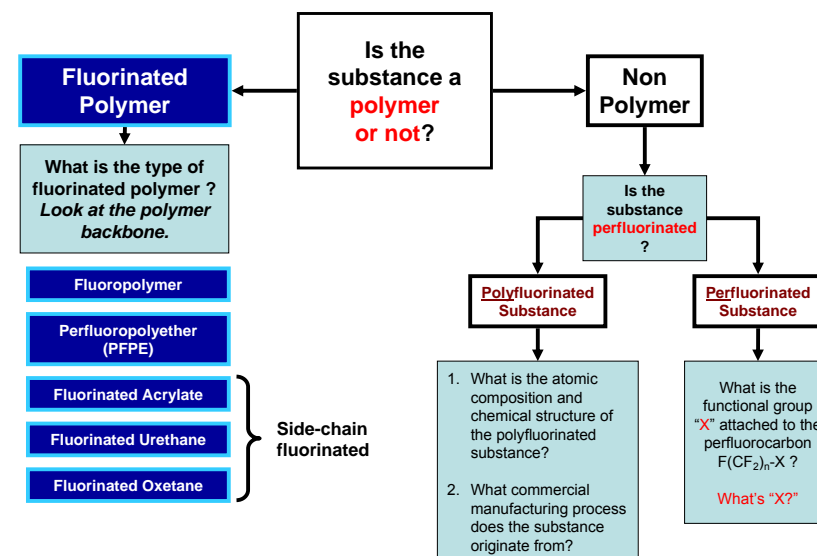 Is the
substance a
polymer
or not?
Fluorinated
Polymer
Non
Polymer
What is the type of
fluorinated polymer ?
Look at the polymer
backbone.
Fluoropolymer
Perfluoropolyether
(PFPE)
Fluorinated Acrylate
Fluorinated Urethane
Fluorinated Oxetane
Side-chain
fluorinated
Is the
substance
perfluorinated
?
Polyfluorinated
Substance
Perfluorinated
Substance
1. What is the atomic
composition and
chemical structure of
the polyfluorinated
substance?
2. What commercial
manufacturing process
does the substance
originate from?
What is the
functional group
“X” attached to the
perfluorocarbon
F(CF₂)ₙ-X ?
What’s “X?”